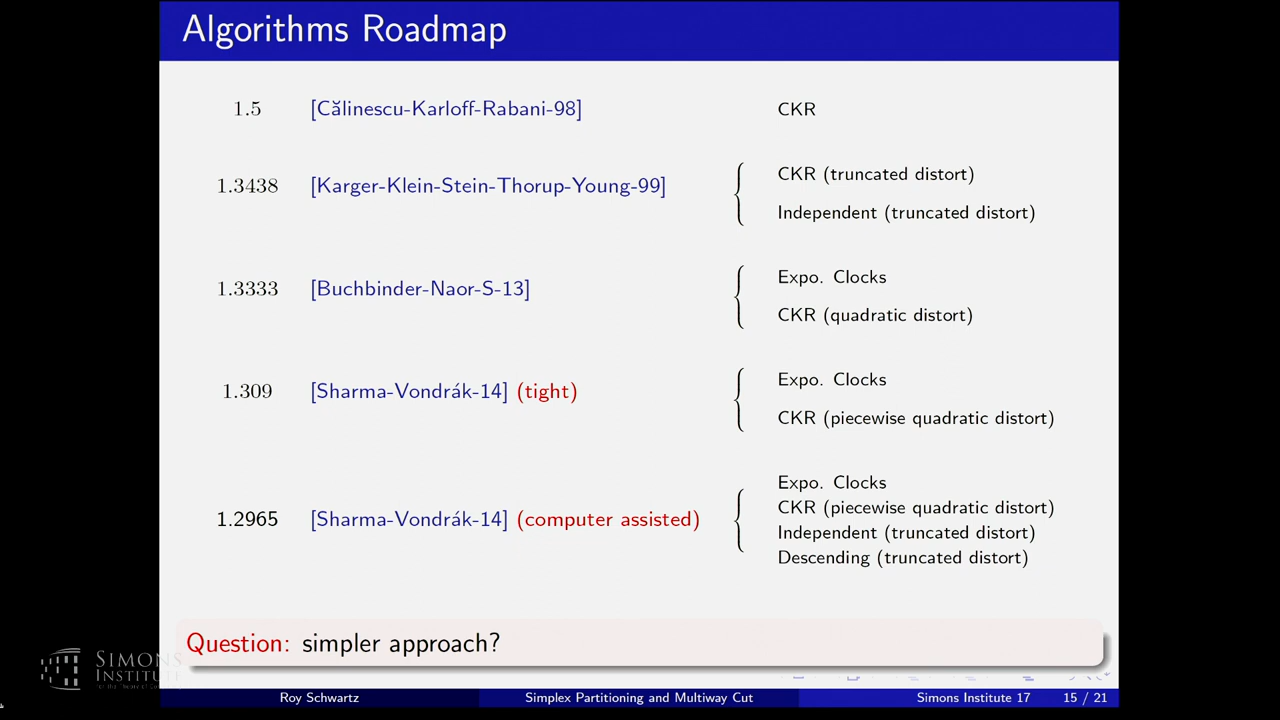 Algorithms Roadmap
1.5 [Călinescu-Karloff-Rabani-98] CKR
1.3438 [Karger-Klein-Stein-Thorup-Young-99]
CKR (truncated distort)
Independent (truncated distort)
1.3333 [Buchbinder-Naor-S-13]
Expo. Clocks
CKR (quadratic distort)
1.309 [Sharma-Vondrák-14] (tight)
Expo. Clocks
CKR (piecewise quadratic distort)
1.2965 [Sharma-Vondrák-14] (computer assisted)
Expo. Clocks
CKR (piecewise quadratic distort)
Independent (truncated distort)
Descending (truncated distort)
Question: simpler approach?
SIMONS
INSTITUTE
Roy Schwartz Simplex Partitioning and Multiway Cut Simons Institute 17 15 / 21